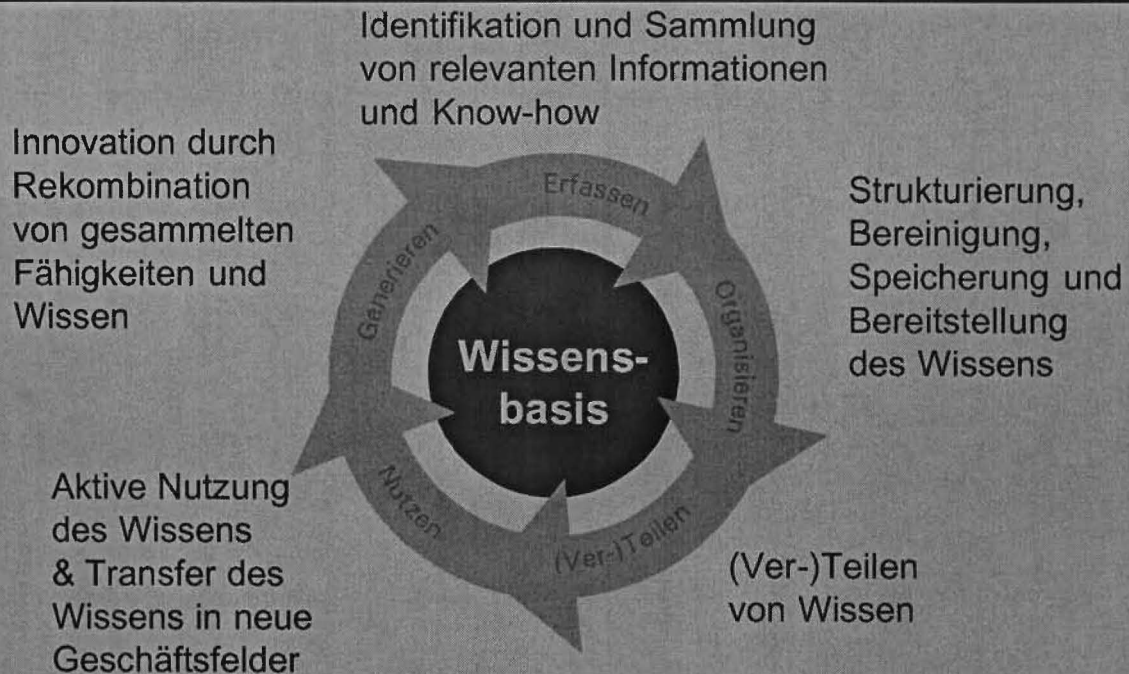 Identifikation und Sammlung
von relevanten Informationen
und Know-how
Innovation durch
Rekombination
von gesammelten
Fähigkeiten und
Wissen
Strukturierung,
Bereinigung,
Speicherung und
Bereitstellung
des Wissens
Erfassen
Organisieren
(Ver-)Teilen
Nutzen
Generieren
Wissens-
basis
Aktive Nutzung
des Wissens
& Transfer des
Wissens in neue
Geschäftsfelder
(Ver-)Teilen
von Wissen